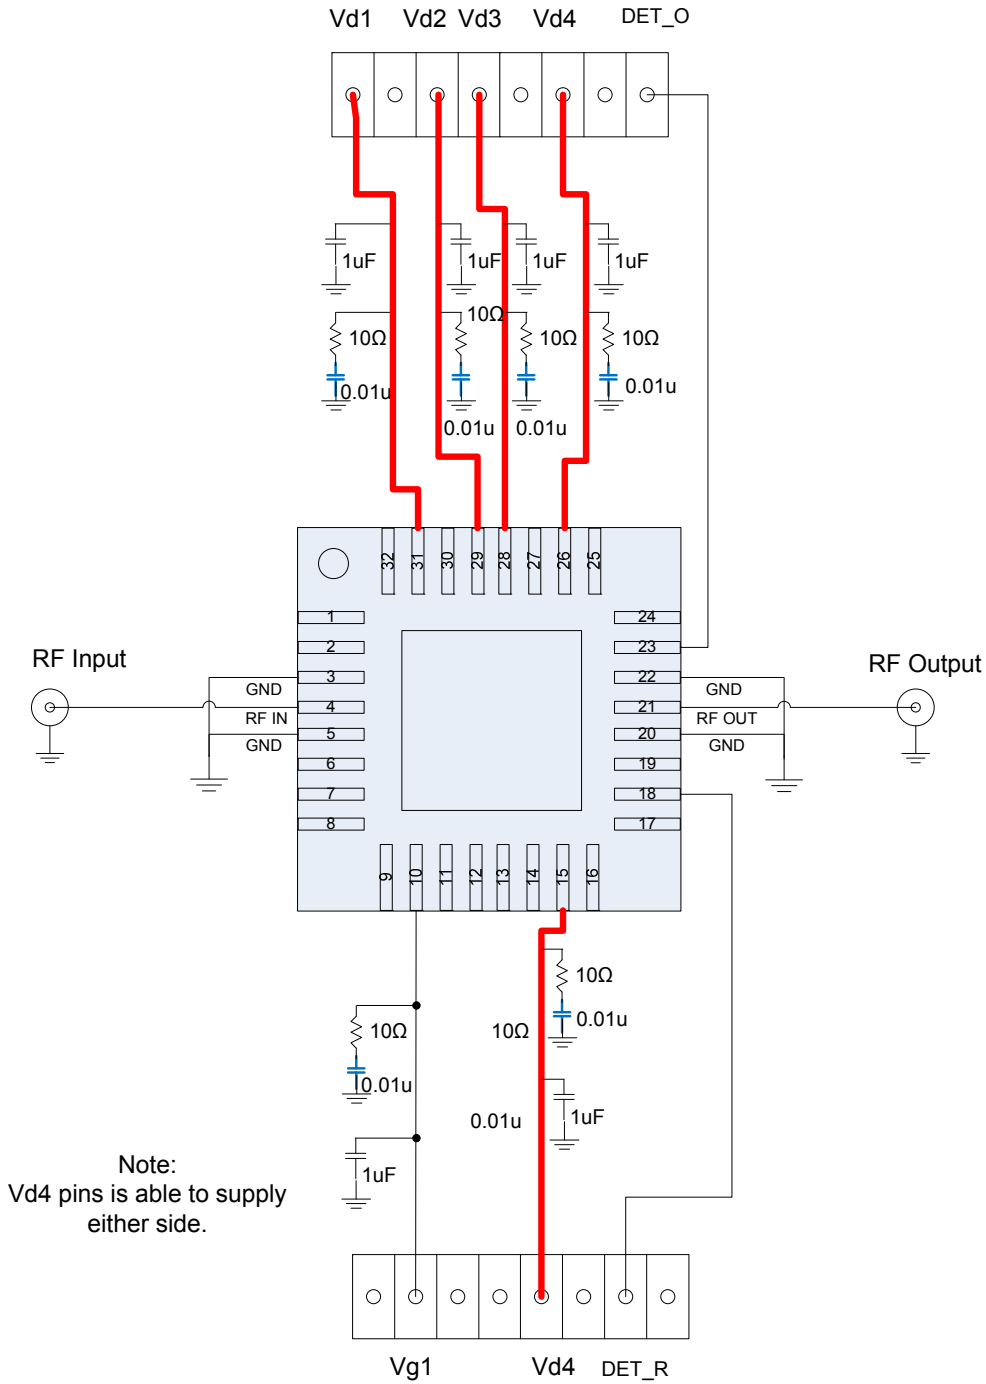 Vd1 Vd2 Vd3 Vd4 DET_O
1uF 1uF 1uF 1uF
10Ω
10Ω 10Ω 10Ω 10Ω
0.01u 0.01u
0.01u 0.01u
32 31 30 29 28 27 26 25
1 24
2 23
RF Input RF Output
3 22
GND GND
4 21
RF IN RF OUT
5 20
GND GND
6 19
7 18
8 17
9 10 11 12 13 14 15 16
10Ω
0.01u
10Ω 10Ω
0.01u
0.01u 1uF
1uF
Note:
Vd4 pins is able to supply
either side.
Vg1 Vd4 DET_R